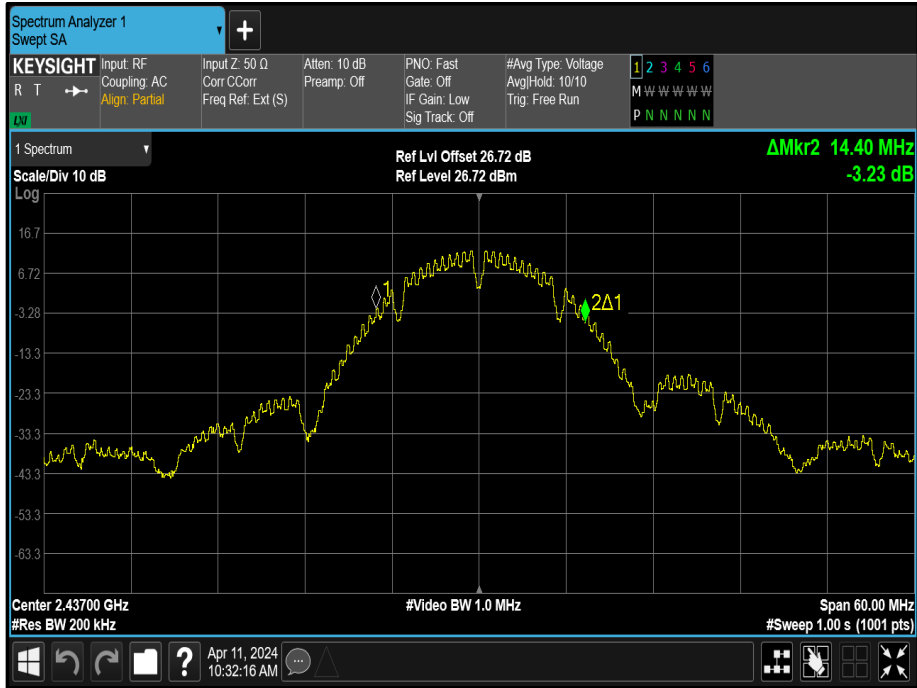 Spectrum Analyzer 1
Swept SA
+
KEYSIGHT
R T
LXI
Input: RF
Coupling: AC
Align: Partial
Input Z: 50 Ω
Corr CCorr
Freq Ref: Ext (S)
Atten: 10 dB
Preamp: Off
PNO: Fast
Gate: Off
IF Gain: Low
Sig Track: Off
#Avg Type: Voltage
Avg|Hold: 10/10
Trig: Free Run
1 2 3 4 5 6
M W W W W W
P N N N N N
1 Spectrum
Scale/Div 10 dB
Log
Ref Lvl Offset 26.72 dB
Ref Level 26.72 dBm
ΔMkr2 14.40 MHz
-3.23 dB
16.7
6.72
-3.28
-13.3
-23.3
-33.3
-43.3
-53.3
-63.3
1
2Δ1
Center 2.43700 GHz
#Res BW 200 kHz
#Video BW 1.0 MHz
Span 60.00 MHz
#Sweep 1.00 s (1001 pts)
?
Apr 11, 2024
10:32:16 AM